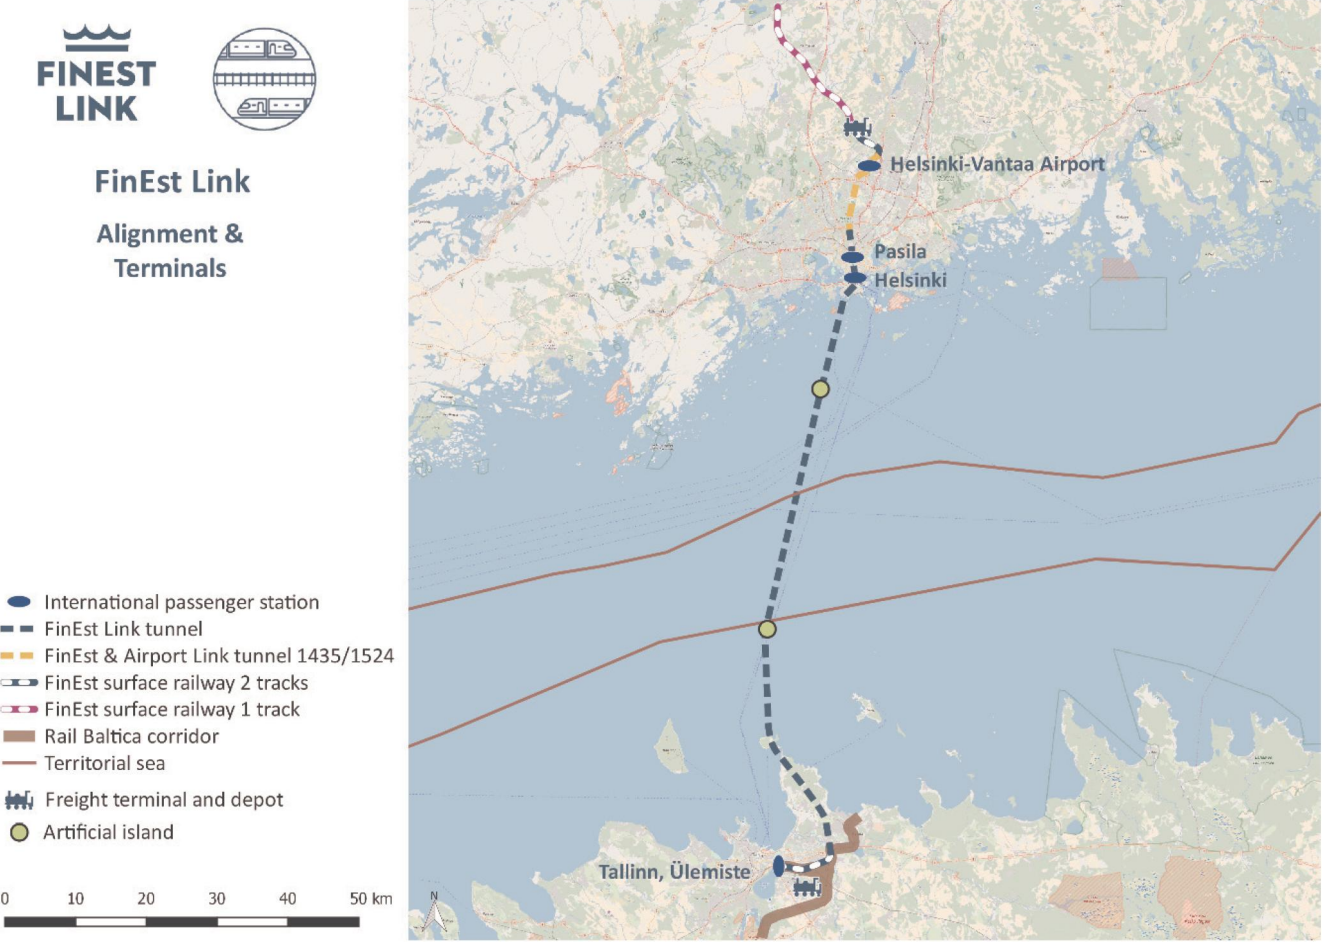 FINEST
LINK
FinEst Link
Alignment &
Terminals
International passenger station
FinEst Link tunnel
FinEst & Airport Link tunnel 1435/1524
FinEst surface railway 2 tracks
FinEst surface railway 1 track
Rail Baltica corridor
Territorial sea
Freight terminal and depot
Artificial island
0 10 20 30 40 50 km
N
Helsinki-Vantaa Airport
Pasila
Helsinki
Tallinn, Ülemiste